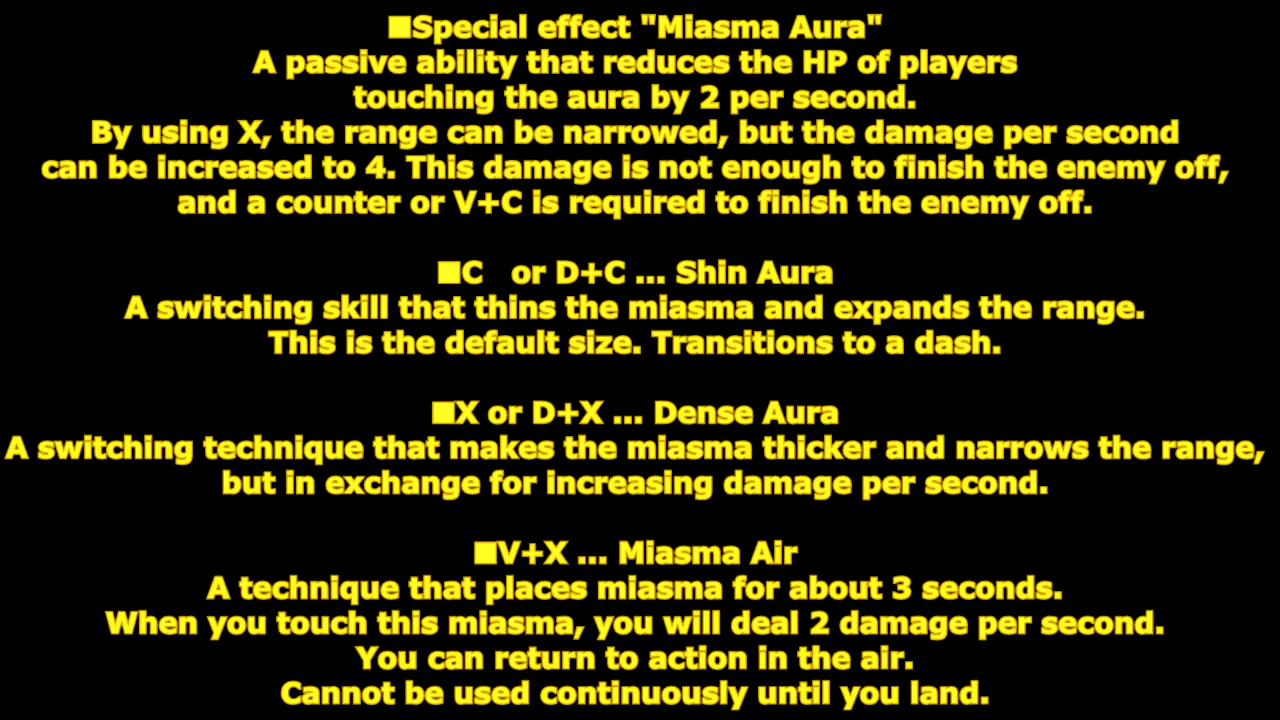 ■Special effect "Miasma Aura"
A passive ability that reduces the HP of players
touching the aura by 2 per second.
By using X, the range can be narrowed, but the damage per second
can be increased to 4. This damage is not enough to finish the enemy off,
and a counter or V+C is required to finish the enemy off.
■C or D+C ... Shin Aura
A switching skill that thins the miasma and expands the range.
This is the default size. Transitions to a dash.
■X or D+X ... Dense Aura
A switching technique that makes the miasma thicker and narrows the range,
but in exchange for increasing damage per second.
■V+X ... Miasma Air
A technique that places miasma for about 3 seconds.
When you touch this miasma, you will deal 2 damage per second.
You can return to action in the air.
Cannot be used continuously until you land.